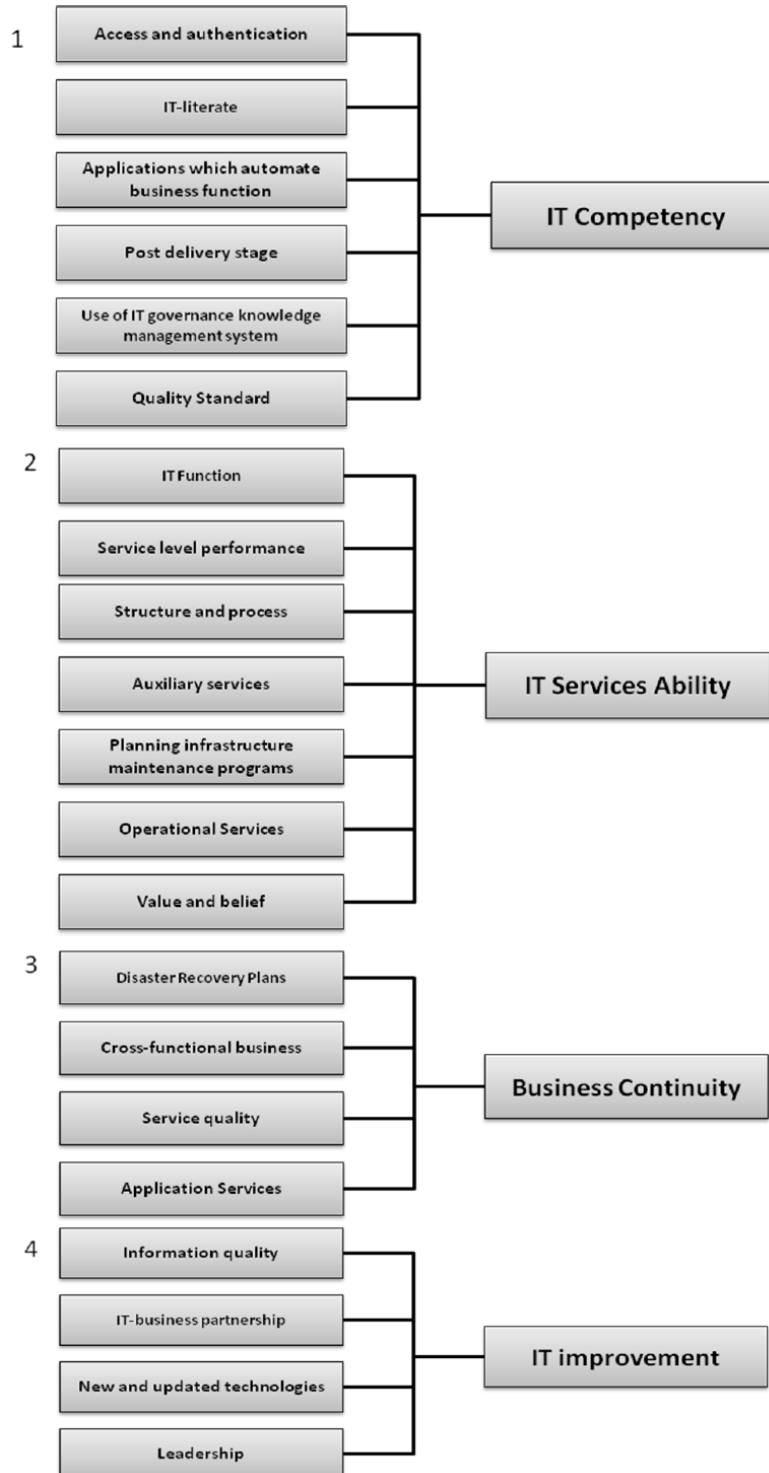 1
Access and authentication
IT-literate
Applications which automate
business function
Post delivery stage
Use of IT governance knowledge
management system
Quality Standard
IT Competency
2
IT Function
Service level performance
Structure and process
Auxiliary services
Planning infrastructure
maintenance programs
Operational Services
Value and belief
IT Services Ability
3
Disaster Recovery Plans
Cross-functional business
Service quality
Application Services
Business Continuity
4
Information quality
IT-business partnership
New and updated technologies
Leadership
IT improvement